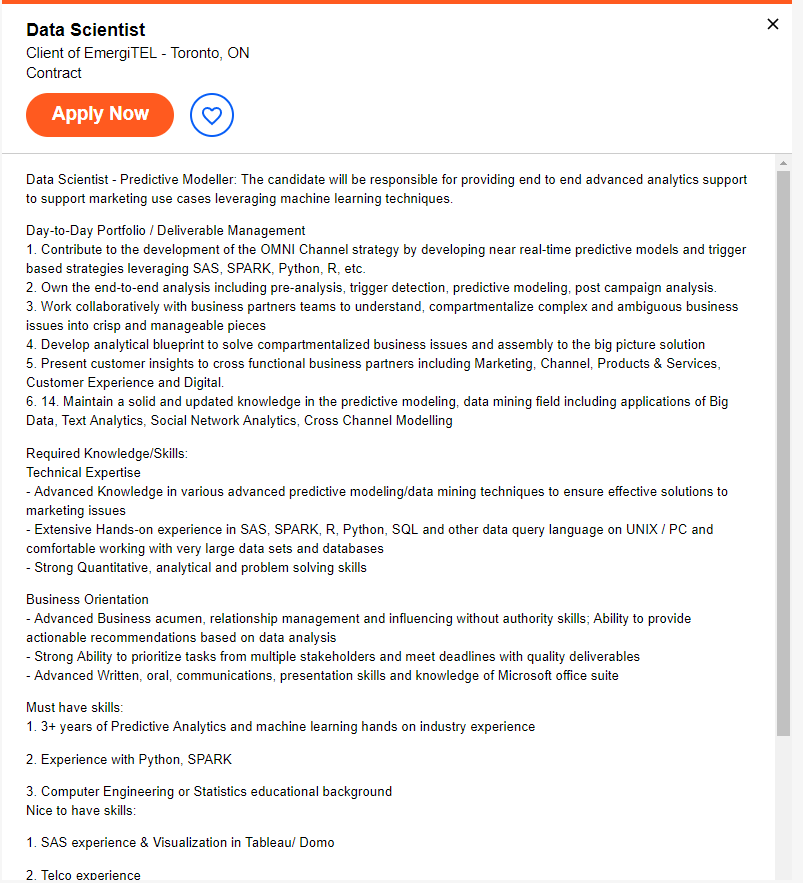 Data Scientist
Client of EmergiTEL - Toronto, ON
Contract
Apply Now
Data Scientist - Predictive Modeller: The candidate will be responsible for providing end to end advanced analytics support
to support marketing use cases leveraging machine learning techniques.
Day-to-Day Portfolio / Deliverable Management
1. Contribute to the development of the OMNI Channel strategy by developing near real-time predictive models and trigger
based strategies leveraging SAS, SPARK, Python, R, etc.
2. Own the end-to-end analysis including pre-analysis, trigger detection, predictive modeling, post campaign analysis.
3. Work collaboratively with business partners teams to understand, compartmentalize complex and ambiguous business
issues into crisp and manageable pieces
4. Develop analytical blueprint to solve compartmentalized business issues and assembly to the big picture solution
5. Present customer insights to cross functional business partners including Marketing, Channel, Products & Services,
Customer Experience and Digital.
6. 14. Maintain a solid and updated knowledge in the predictive modeling, data mining field including applications of Big
Data, Text Analytics, Social Network Analytics, Cross Channel Modelling
Required Knowledge/Skills:
Technical Expertise
- Advanced Knowledge in various advanced predictive modeling/data mining techniques to ensure effective solutions to
marketing issues
- Extensive Hands-on experience in SAS, SPARK, R, Python, SQL and other data query language on UNIX / PC and
comfortable working with very large data sets and databases
- Strong Quantitative, analytical and problem solving skills
Business Orientation
- Advanced Business acumen, relationship management and influencing without authority skills; Ability to provide
actionable recommendations based on data analysis
- Strong Ability to prioritize tasks from multiple stakeholders and meet deadlines with quality deliverables
- Advanced Written, oral, communications, presentation skills and knowledge of Microsoft office suite
Must have skills:
1. 3+ years of Predictive Analytics and machine learning hands on industry experience
2. Experience with Python, SPARK
3. Computer Engineering or Statistics educational background
Nice to have skills:
1. SAS experience & Visualization in Tableau/ Domo
2. Telco experience